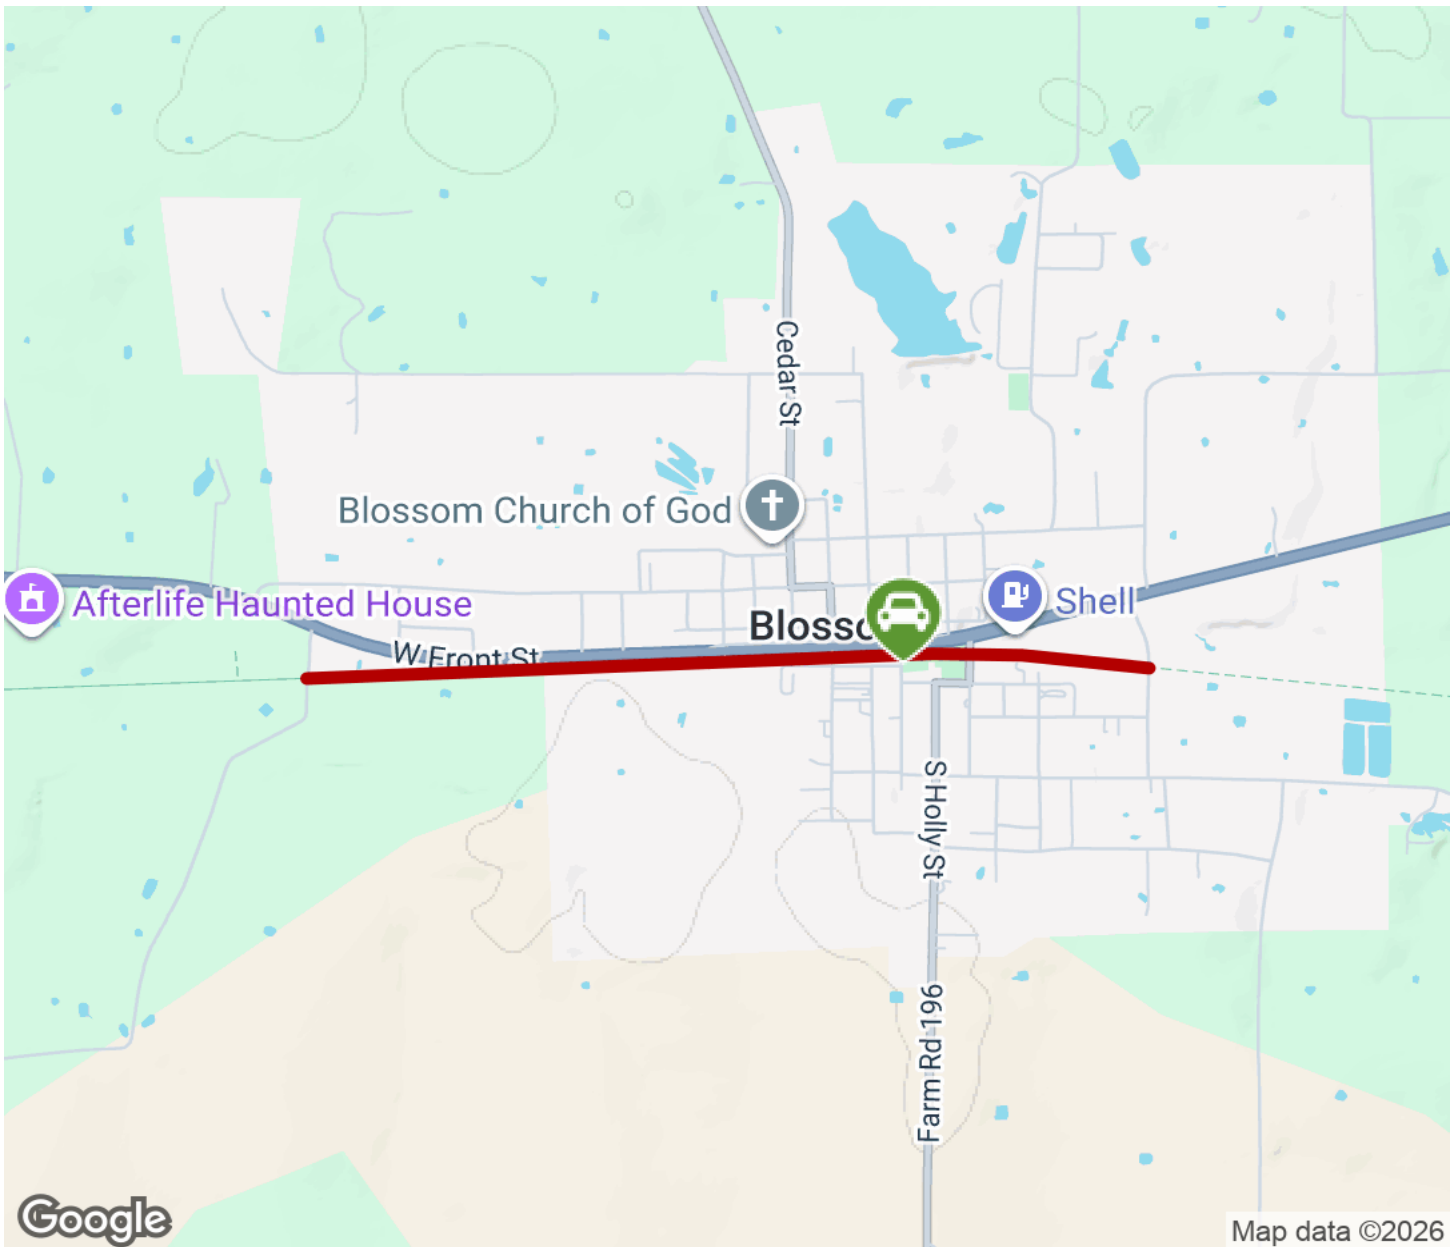 Cedar St
Blossom Church of God
Afterlife Haunted House
Shell
Blosso
W Front St
S Holly St
Farm Rd 196
Google
Map data ©2026